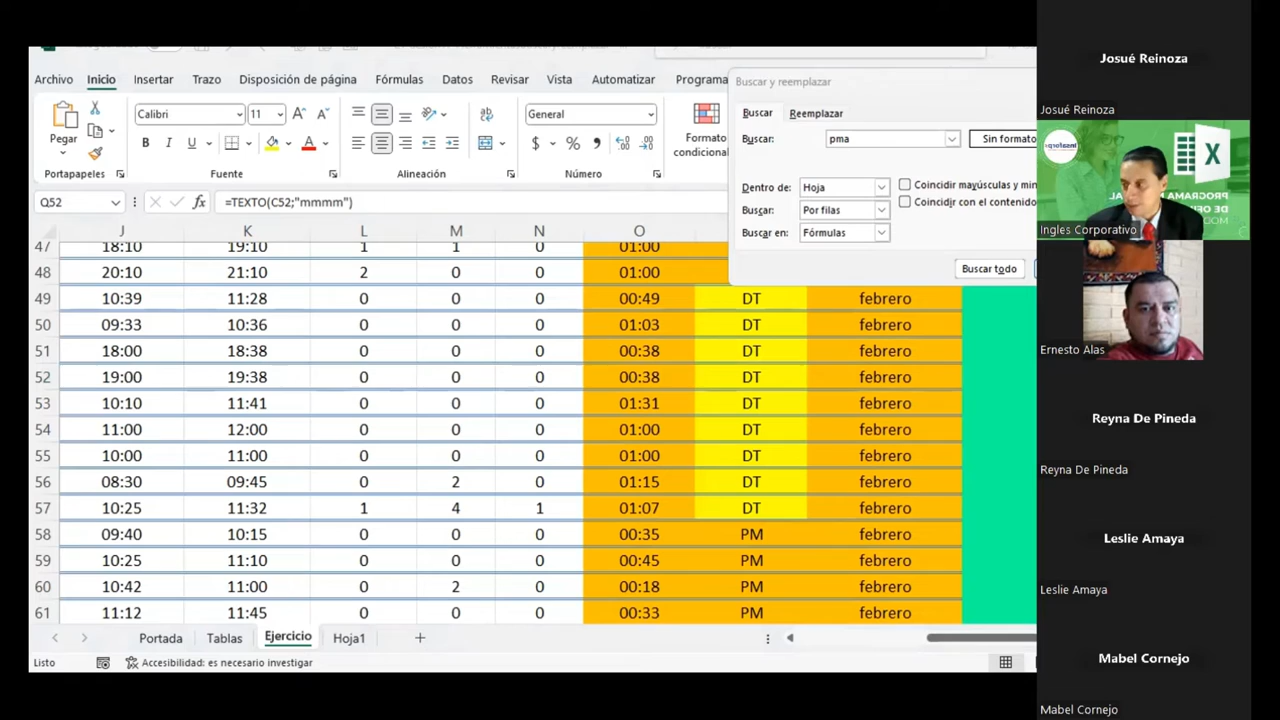 Archivo Inicio Insertar Trazo Disposición de página Fórmulas Datos Revisar Vista Automatizar Programa
Pegar
Calibri 11
N K S
General
Formato
condicional
Portapapeles Fuente Alineación Número
Buscar y reemplazar
Buscar Reemplazar
Buscar: pma Sin formato
Dentro de: Hoja Coincidir mayúsculas y min
Buscar: Por filas Coincidir con el contenido
Buscar en: Fórmulas
Buscar todo
Q52 fx =TEXTO(C52;"mmmm")
J K L M N O
47 18:10 19:10 1 1 0 01:00
48 20:10 21:10 2 0 0 01:00
49 10:39 11:28 0 0 0 00:49 DT febrero
50 09:33 10:36 0 0 0 01:03 DT febrero
51 18:00 18:38 0 0 0 00:38 DT febrero
52 19:00 19:38 0 0 0 00:38 DT febrero
53 10:10 11:41 0 0 0 01:31 DT febrero
54 11:00 12:00 0 0 0 01:00 DT febrero
55 10:00 11:00 0 0 0 01:00 DT febrero
56 08:30 09:45 0 2 0 01:15 DT febrero
57 10:25 11:32 1 4 1 01:07 DT febrero
58 09:40 10:15 0 0 0 00:35 PM febrero
59 10:25 11:10 0 0 0 00:45 PM febrero
60 10:42 11:00 0 2 0 00:18 PM febrero
61 11:12 11:45 0 0 0 00:33 PM febrero
Portada Tablas Ejercicio Hoja1
Listo Accesibilidad: es necesario investigar
Josué Reinoza
Josué Reinoza
Ingles Corporativo
Ernesto Alas
Reyna De Pineda
Reyna De Pineda
Leslie Amaya
Leslie Amaya
Mabel Cornejo
Mabel Cornejo